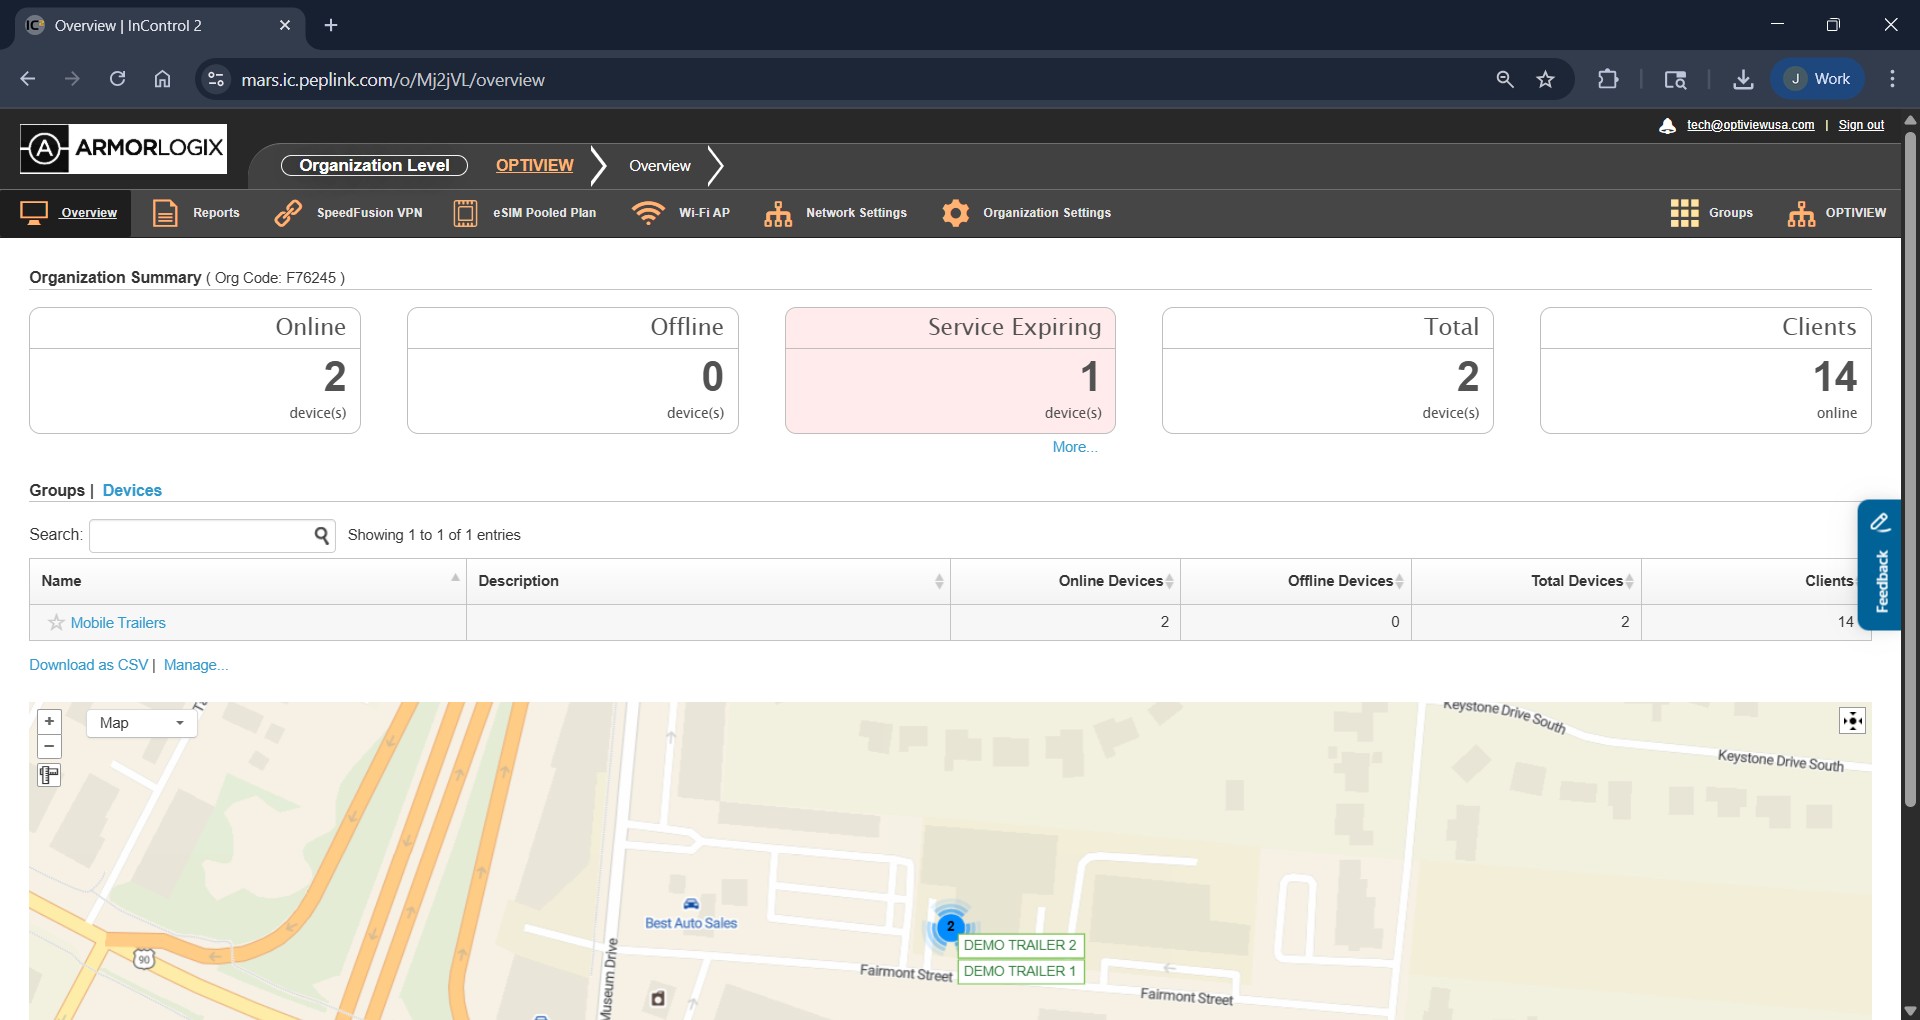 Overview | InControl 2
mars.ic.peplink.com/o/Mj2jVL/overview
J Work
tech@optiviewusa.com | Sign out
ARMORLOGIX
Organization Level OPTIVIEW Overview
Overview Reports SpeedFusion VPN eSIM Pooled Plan Wi-Fi AP Network Settings Organization Settings Groups OPTIVIEW
Organization Summary ( Org Code: F76245 )
Online
2
device(s)
Offline
0
device(s)
Service Expiring
1
device(s)
More...
Total
2
device(s)
Clients
14
online
Groups | Devices
Search: Showing 1 to 1 of 1 entries
Name Description Online Devices Offline Devices Total Devices Clients
Mobile Trailers 2 0 2 14
Feedback
Download as CSV | Manage...
+
−
Map
Keystone Drive South
Keystone Drive South
Best Auto Sales
90
Museum Drive
2
DEMO TRAILER 2
DEMO TRAILER 1
Fairmont Street
Fairmont Street